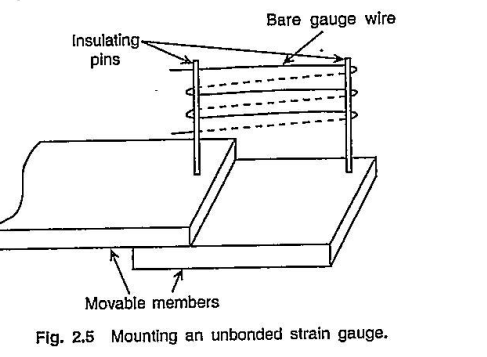 Bare gauge wire
Insulating
pins
Movable members
Fig. 2.5 Mounting an unbonded strain gauge.